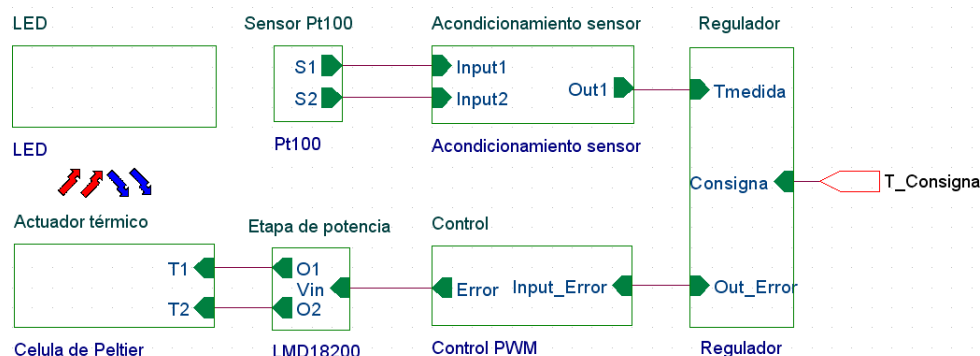 LED
Sensor Pt100
Acondicionamiento sensor
Regulador
S1
S2
Input1
Input2
Out1
Tmedida
LED
Pt100
Acondicionamiento sensor
Consigna
T_Consigna
Actuador térmico
Etapa de potencia
Control
T1
T2
O1
Vin
O2
Error
Input_Error
Out_Error
Celula de Peltier
LMD18200
Control PWM
Regulador